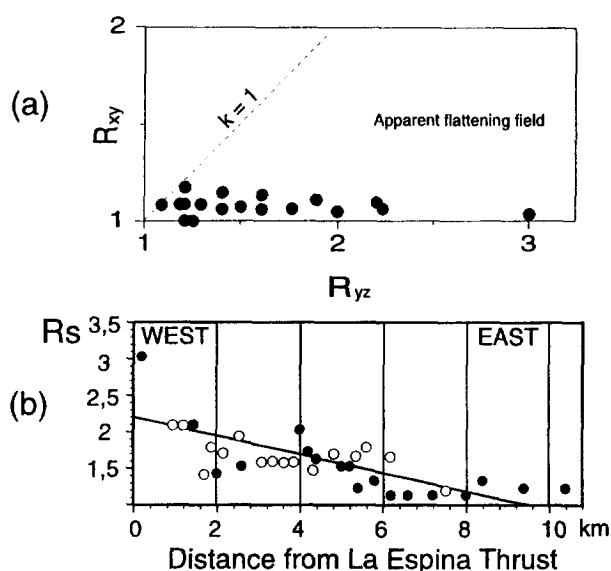 (a)
2
Rxy
k = 1
Apparent flattening field
1
1 2 3
Ryz
(b)
Rs
3,5
WEST EAST
3
2,5
2
1,5
0 2 4 6 8 10 km
Distance from La Espina Thrust